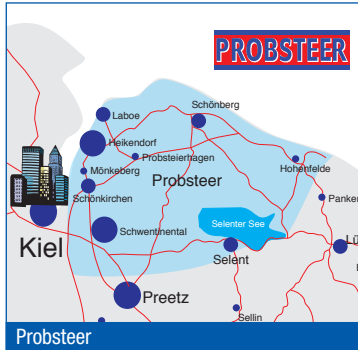 PROBSTEER
Laboe
Schönberg
Heikendorf
Probsteierhagen
Hohenfelde
Mönkeberg
Probsteer
Schönkirchen
Panker
Schwentinental
Selenter See
Kiel
Selent
Preetz
Sellin
Probsteer